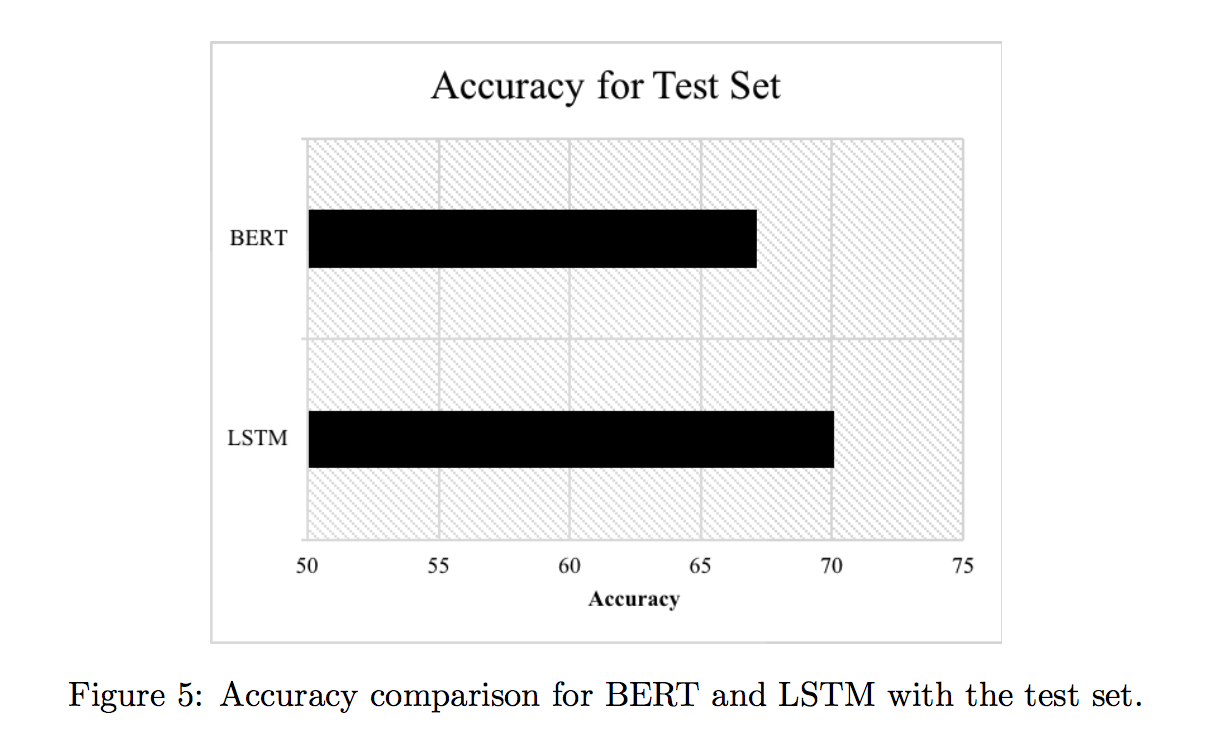 Accuracy for Test Set
BERT
LSTM
50 55 60 65 70 75
Accuracy
Figure 5: Accuracy comparison for BERT and LSTM with the test set.